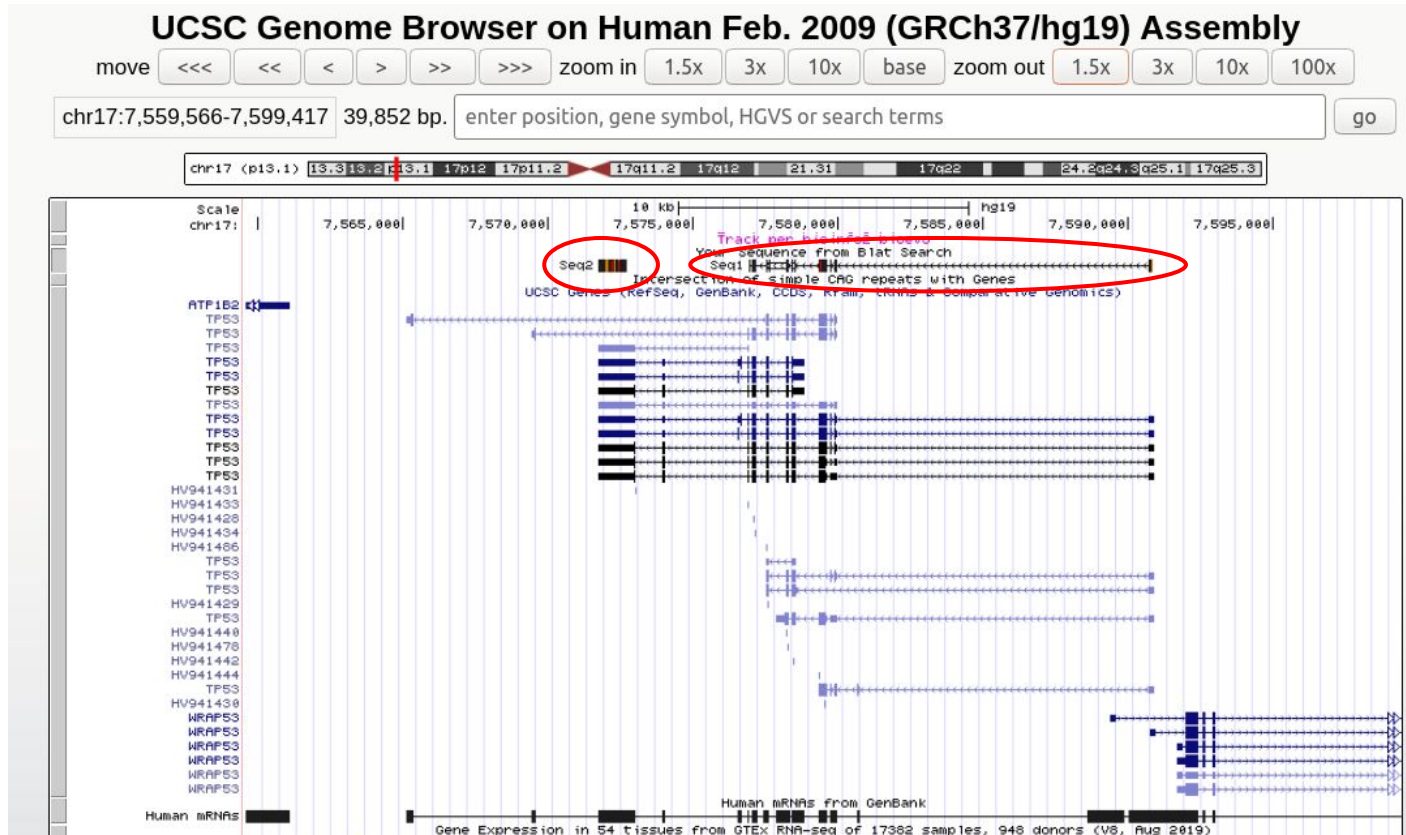 UCSC Genome Browser on Human Feb. 2009 (GRCh37/hg19) Assembly
move <<< << < > >> >>> zoom in 1.5x 3x 10x base zoom out 1.5x 3x 10x 100x
chr17:7,559,566-7,599,417 39,852 bp. enter position, gene symbol, HGVS or search terms go
chr17 (p13.1) 13.3 13.2 p13.1 17p12 17p11.2 17q11.2 17q12 21.31 17q22 24.2 q24.3 q25.1 17q25.3
Scale 10 kb hg19
chr17: 7,565,000 7,570,000 7,575,000 7,580,000 7,585,000 7,590,000 7,595,000
Track per
Your Sequence from Blat Search
Seq2 Seq1
Intersection of simple CAG repeats with Genes
UCSC Genes (RefSeq, GenBank, CCDS, Rfam, tRNAs & Comparative Genomics)
ATP1B2
TP53
TP53
TP53
TP53
TP53
TP53
TP53
TP53
TP53
TP53
TP53
TP53
HV941431
HV941433
HV941428
HV941434
HV941486
TP53
TP53
TP53
HV941429
TP53
HV941440
HV941478
HV941442
HV941444
TP53
HV941430
WRAP53
WRAP53
WRAP53
WRAP53
WRAP53
WRAP53
Human mRNAs from GenBank
Human mRNAs
Gene Expression in 54 tissues from GTEx RNA-seq of 17382 samples, 948 donors (V8, Aug 2019)